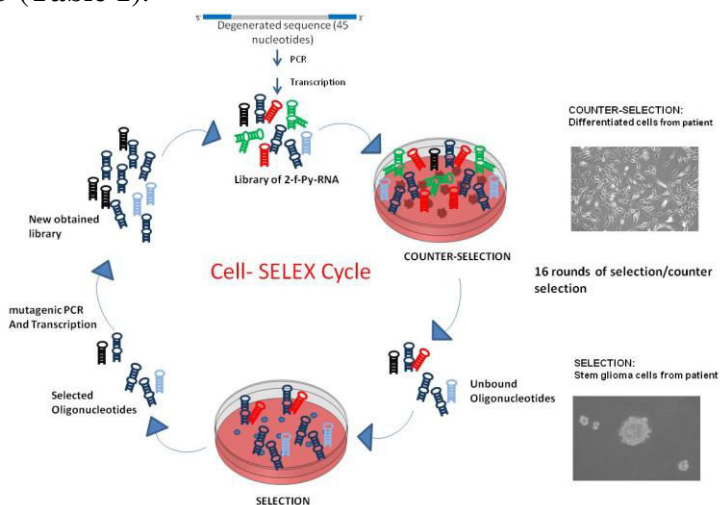 5' 3'
Degenerated sequence (45
nucleotides)
PCR
Transcription
Library of 2-f-Py-RNA
COUNTER-SELECTION:
Differentiated cells from patient
COUNTER-SELECTION
New obtained
library
Cell- SELEX Cycle
16 rounds of selection/counter
selection
mutagenic PCR
And Transcription
Selected
Oligonucleotides
Unbound
Oligonucleotides
SELECTION:
Stem glioma cells from patient
SELECTION